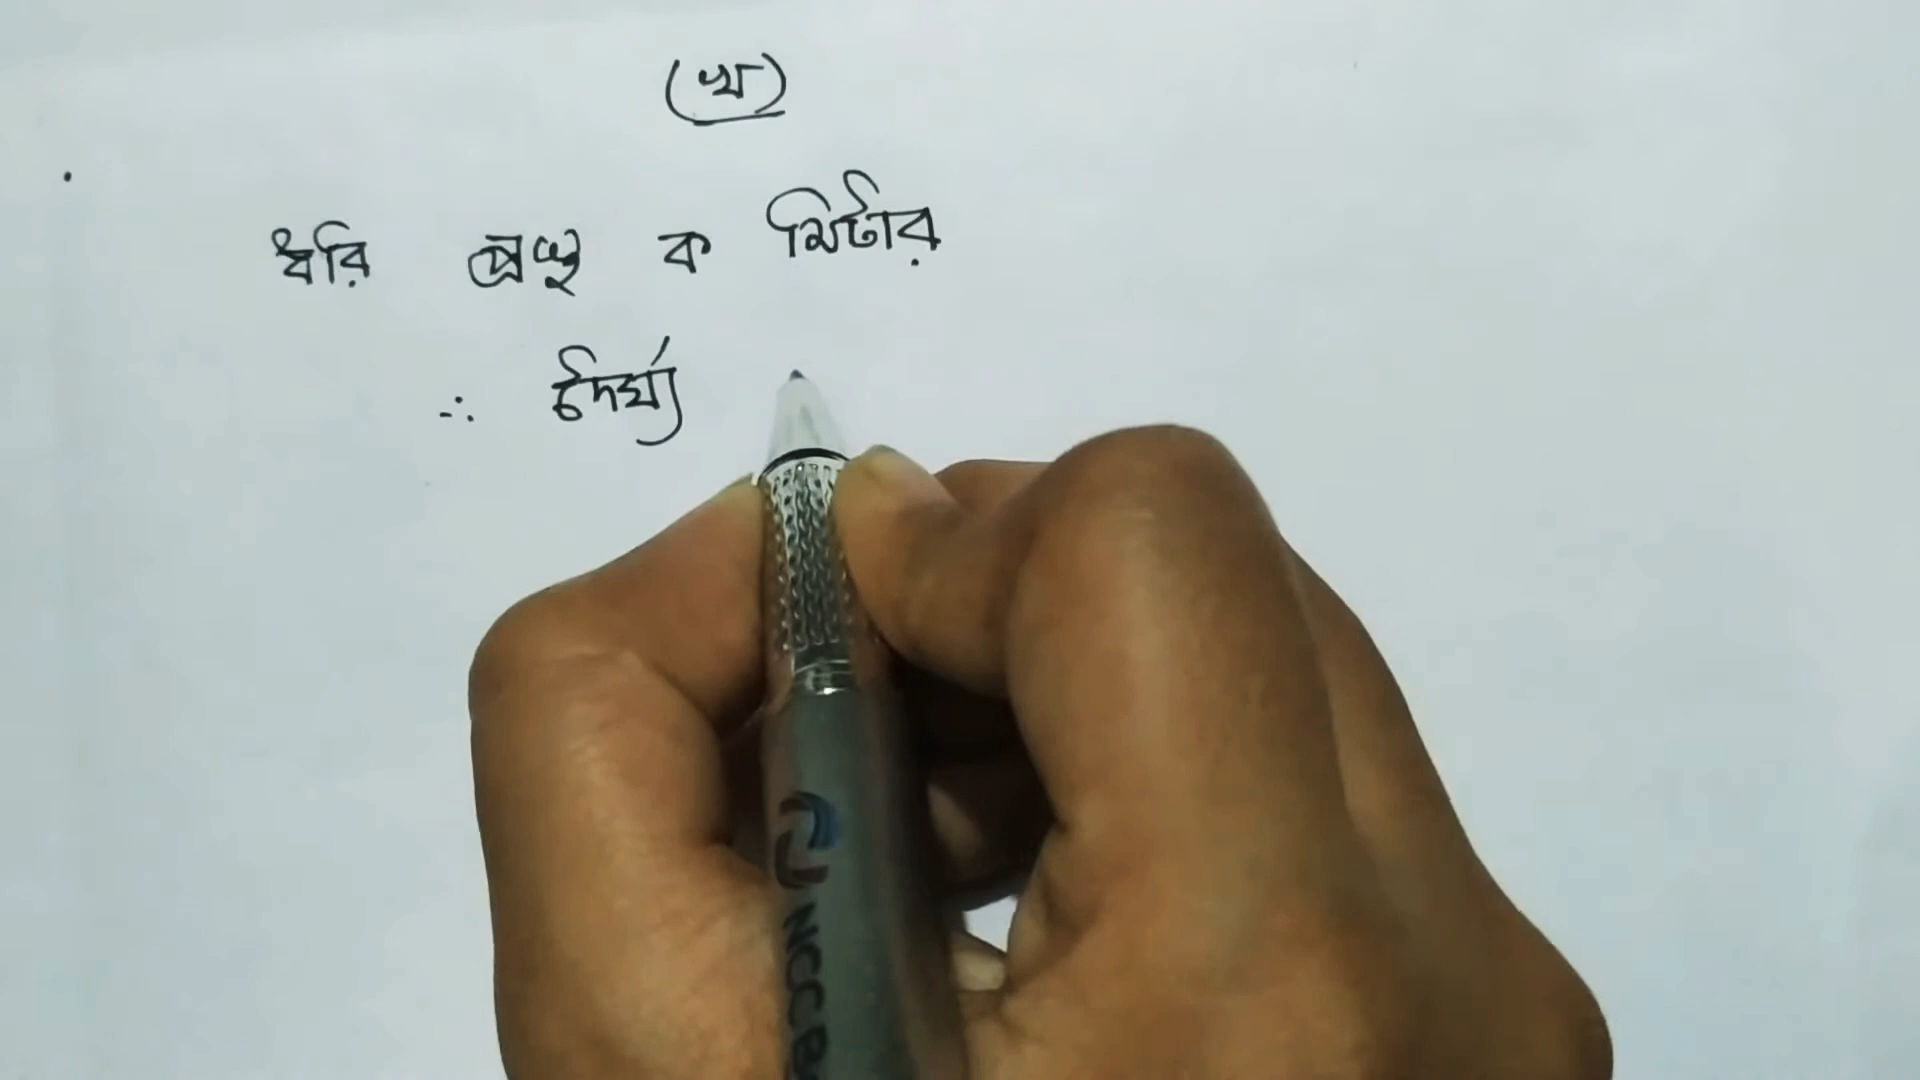 (খ)
ধরি প্রস্থ ক মিটার
∴ দৈর্ঘ্য